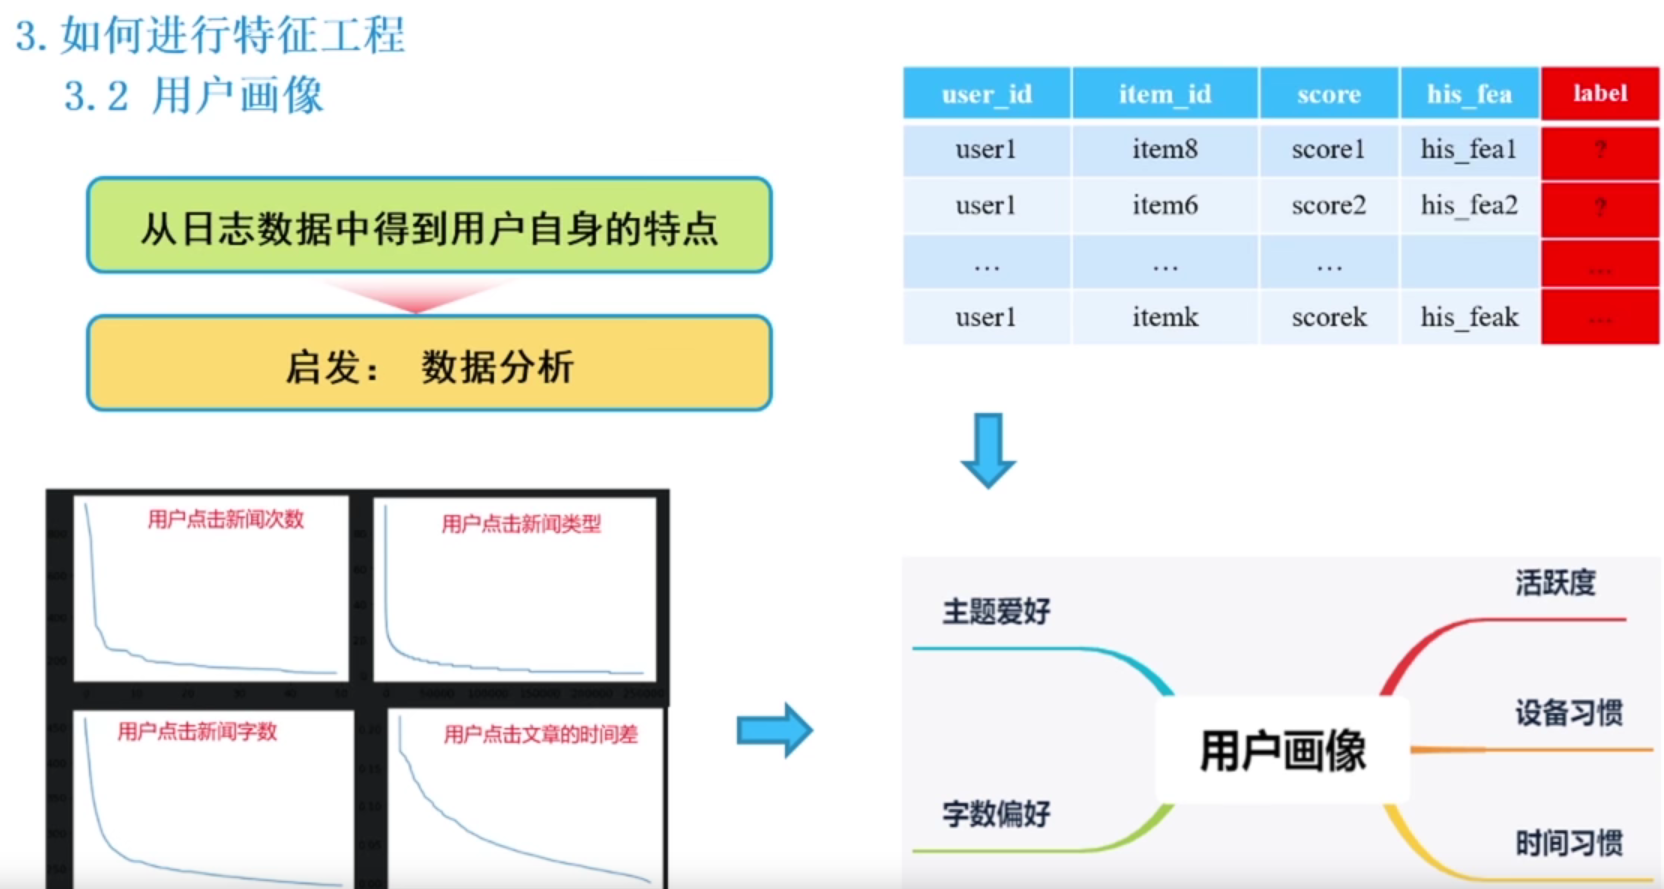 3.如何进行特征工程
3.2 用户画像
从日志数据中得到用户自身的特点
启发： 数据分析
user_id item_id score his_fea label
user1 item8 score1 his_fea1 ?
user1 item6 score2 his_fea2 ?
... ... ... ...
user1 itemk scorek his_feak ...
用户点击新闻次数
用户点击新闻类型
用户点击新闻字数
用户点击文章的时间差
主题爱好
字数偏好
用户画像
活跃度
设备习惯
时间习惯